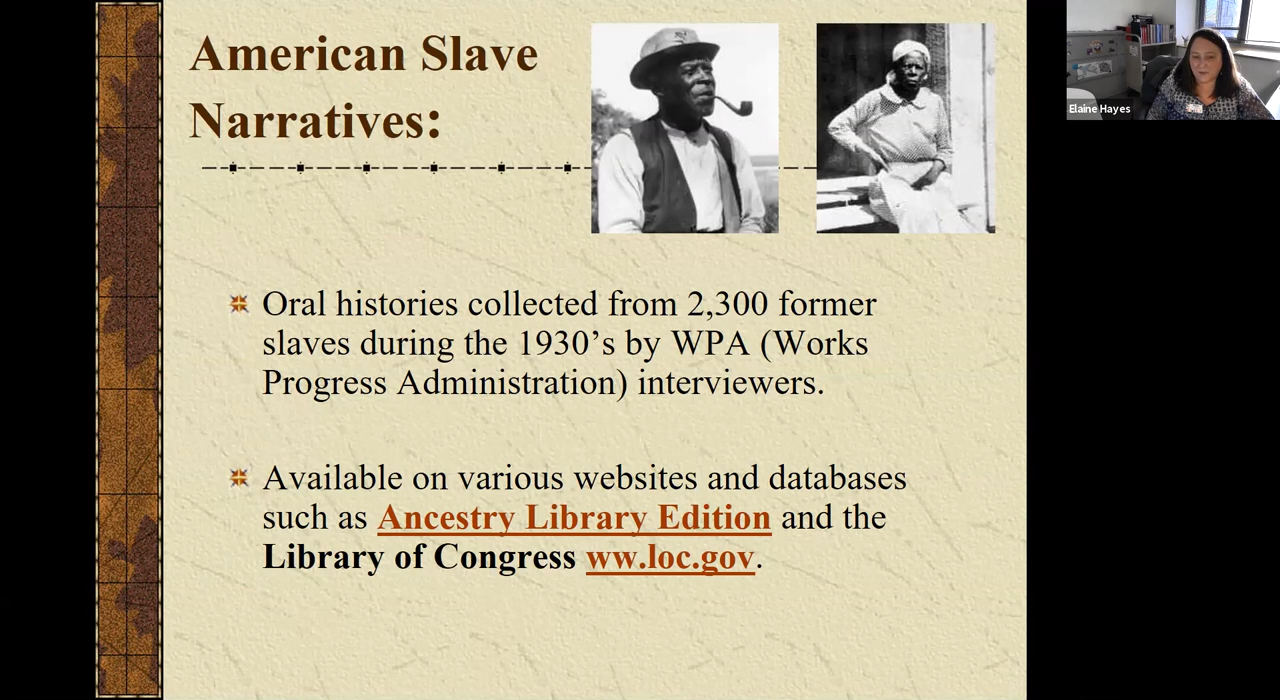 American Slave
Narratives:
Elaine Hayes
Oral histories collected from 2,300 former
slaves during the 1930’s by WPA (Works
Progress Administration) interviewers.
Available on various websites and databases
such as Ancestry Library Edition and the
Library of Congress ww.loc.gov.